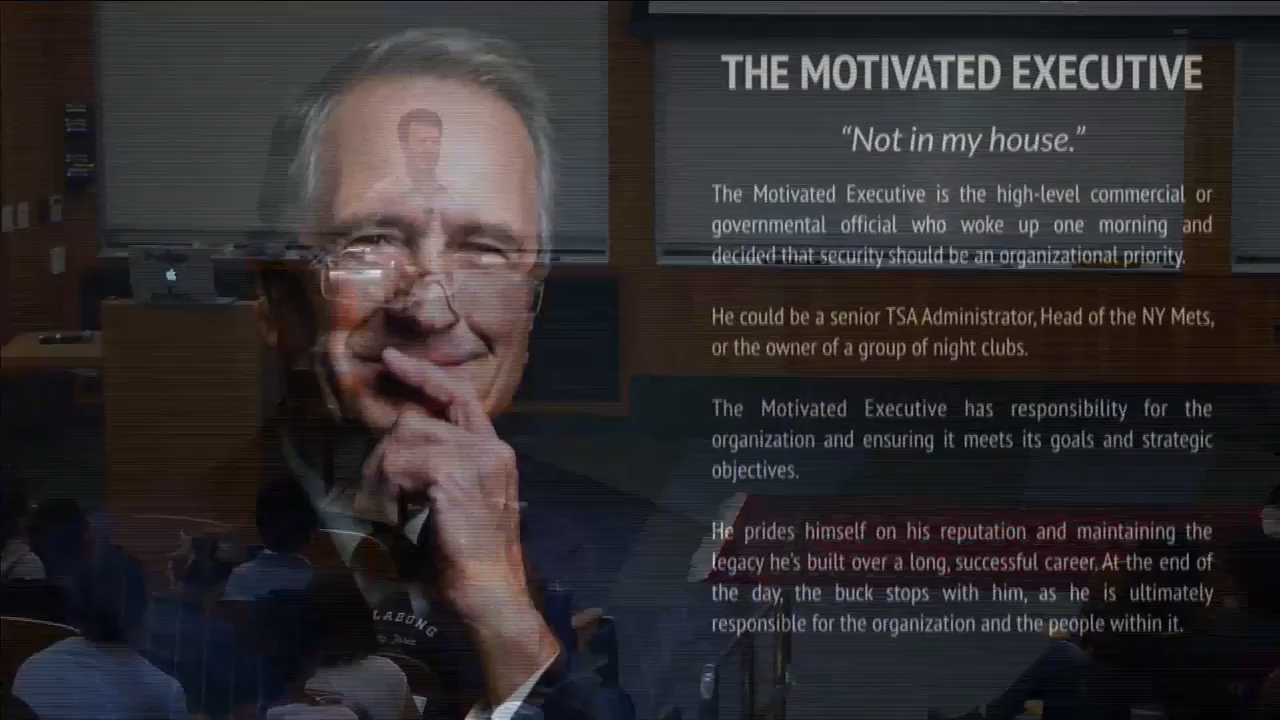 THE MOTIVATED EXECUTIVE
“Not in my house.”
The Motivated Executive is the high-level commercial or
governmental official who woke up one morning and
decided that security should be an organizational priority.
He could be a senior TSA Administrator, Head of the NY Mets,
or the owner of a group of night clubs.
The Motivated Executive has responsibility for the
organization and ensuring it meets its goals and strategic
objectives.
He prides himself on his reputation and maintaining the
legacy he's built over a long, successful career. At the end of
the day, the buck stops with him, as he is ultimately
responsible for the organization and the people within it.
LABONG